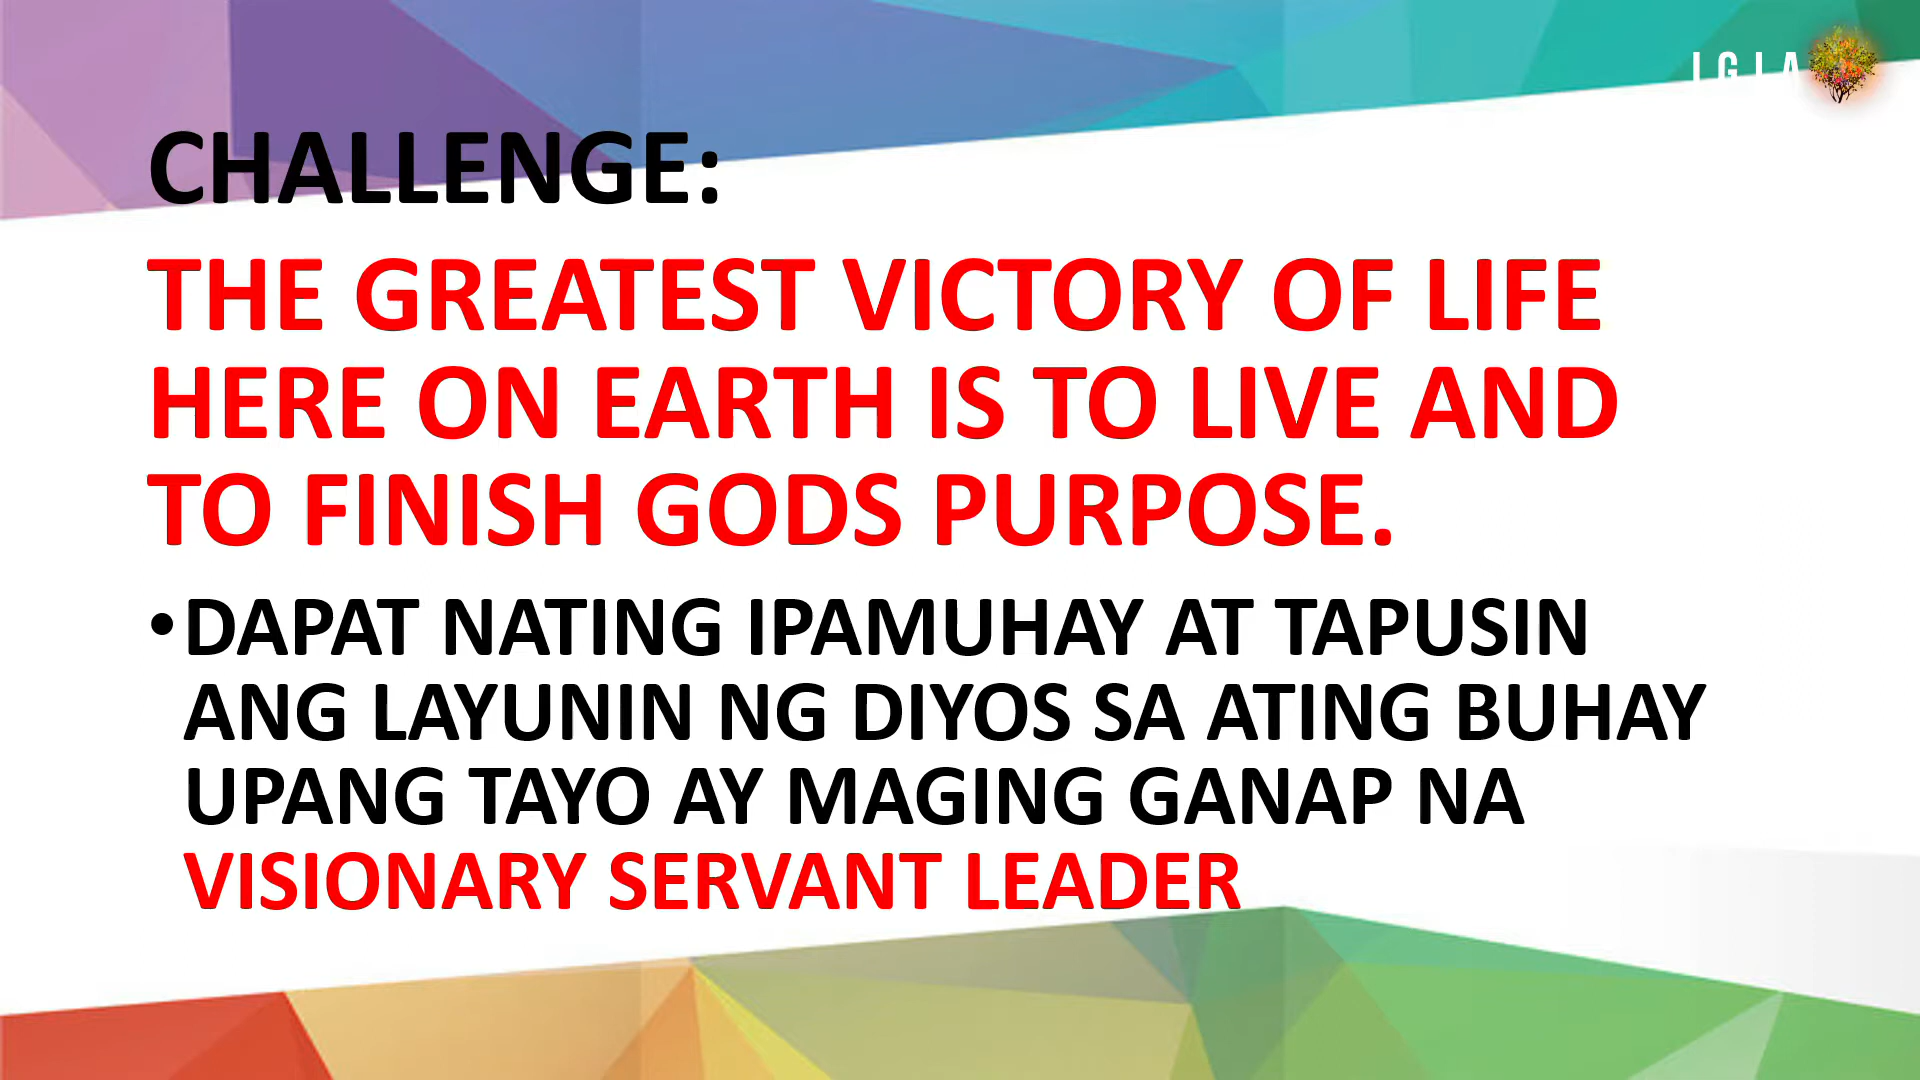 JGLA
CHALLENGE:
THE GREATEST VICTORY OF LIFE
HERE ON EARTH IS TO LIVE AND
TO FINISH GODS PURPOSE.
•DAPAT NATING IPAMUHAY AT TAPUSIN
ANG LAYUNIN NG DIYOS SA ATING BUHAY
UPANG TAYO AY MAGING GANAP NA
VISIONARY SERVANT LEADER